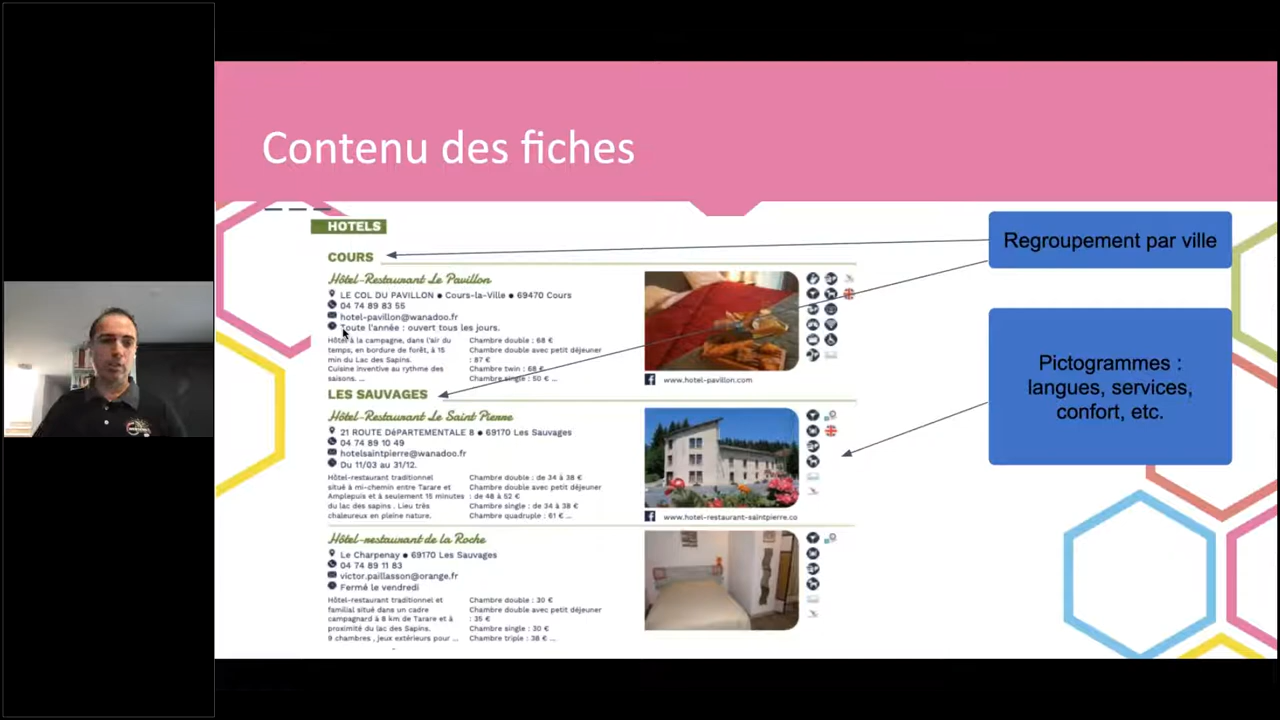 Contenu des fiches
HOTELS
COURS
Hôtel-Restaurant Le Pavillon
LE COL DU PAVILLON • Cours-la-Ville • 69470 Cours
04 74 89 83 55
hotel-pavillon@wanadoo.fr
Toute l'année : ouvert tous les jours.
Hôtel à la campagne, dans l'air du
temps, en bordure de forêt, à 15
min du Lac des Sapins.
Cuisine inventive au rythme des
saisons. ...
Chambre double : 68 €
Chambre double avec petit déjeuner
: 87 €
Chambre twin : 68 €
Chambre single : 50 € ...
www.hotel-pavillon.com
LES SAUVAGES
Hôtel-Restaurant Le Saint Pierre
21 ROUTE DéPARTEMENTALE 8 • 69170 Les Sauvages
04 74 89 10 49
hotelsaintpierre@wanadoo.fr
Du 11/03 au 31/12.
Hôtel-restaurant traditionnel
situé à mi-chemin entre Tarare et
Amplepuis et à seulement 15 minutes
du lac des sapins . Lieu très
chaleureux en pleine nature.
Chambre double : de 34 à 38 €
Chambre double avec petit déjeuner
: de 48 à 52 €
Chambre single : de 34 à 38 €
Chambre quadruple : 61 € ...
www.hotel-restaurant-saintpierre.co
Hôtel-restaurant de la Roche
Le Charpenay • 69170 Les Sauvages
04 74 89 11 83
victor.paillasson@orange.fr
Fermé le vendredi
Hôtel-restaurant traditionnel et
familial situé dans un cadre
campagnard à 8 km de Tarare et à
proximité du lac des Sapins.
9 chambres , jeux extérieurs pour ...
Chambre double : 30 €
Chambre double avec petit déjeuner
: 35 €
Chambre single : 30 €
Chambre triple : 38 € ...
Regroupement par ville
Pictogrammes :
langues, services,
confort, etc.